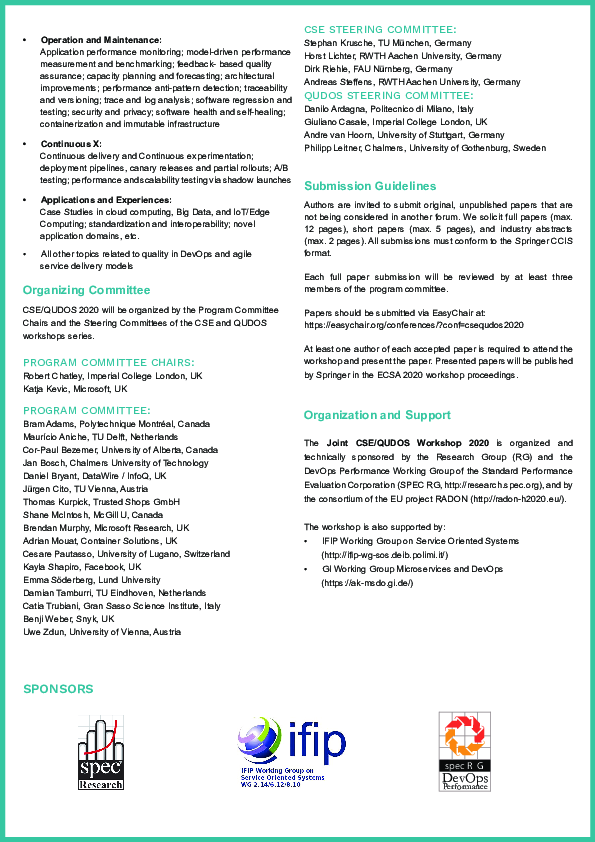 • Operation and Maintenance:
Application performance monitoring; model-driven performance
measurement and benchmarking; feedback- based quality
assurance; capacity planning and forecasting; architectural
improvements; performance anti-pattern detection; traceability
and versioning; trace and log analysis; software regression and
testing; security and privacy; software health and self-healing;
containerization and immutable infrastructure
• Continuous X:
Continuous delivery and Continuous experimentation;
deployment pipelines, canary releases and partial rollouts; A/B
testing; performance and scalability testing via shadow launches
• Applications and Experiences:
Case Studies in cloud computing, Big Data, and IoT/Edge
Computing; standardization and interoperability; novel
application domains, etc.
• All other topics related to quality in DevOps and agile
service delivery models
Organizing Committee
CSE/QUDOS 2020 will be organized by the Program Committee
Chairs and the Steering Committees of the CSE and QUDOS
workshops series.
PROGRAM COMMITTEE CHAIRS:
Robert Chatley, Imperial College London, UK
Katja Kevic, Microsoft, UK
PROGRAM COMMITTEE:
Bram Adams, Polytechnique Montréal, Canada
Maurício Aniche, TU Delft, Netherlands
Cor-Paul Bezemer, University of Alberta, Canada
Jan Bosch, Chalmers University of Technology
Daniel Bryant, DataWire / InfoQ, UK
Jürgen Cito, TU Vienna, Austria
Thomas Kurpick, Trusted Shops GmbH
Shane McIntosh, McGill U, Canada
Brendan Murphy, Microsoft Research, UK
Adrian Mouat, Container Solutions, UK
Cesare Pautasso, University of Lugano, Switzerland
Kayla Shapiro, Facebook, UK
Emma Söderberg, Lund University
Damian Tamburri, TU Eindhoven, Netherlands
Catia Trubiani, Gran Sasso Science Institute, Italy
Benji Weber, Snyk, UK
Uwe Zdun, University of Vienna, Austria
CSE STEERING COMMITTEE:
Stephan Krusche, TU München, Germany
Horst Lichter, RWTH Aachen University, Germany
Dirk Riehle, FAU Nürnberg, Germany
Andreas Steffens, RWTH Aachen University, Germany
QUDOS STEERING COMMITTEE:
Danilo Ardagna, Politecnico di Milano, Italy
Giuliano Casale, Imperial College London, UK
Andre van Hoorn, University of Stuttgart, Germany
Philipp Leitner, Chalmers, University of Gothenburg, Sweden
Submission Guidelines
Authors are invited to submit original, unpublished papers that are
not being considered in another forum. We solicit full papers (max.
12 pages), short papers (max. 5 pages), and industry abstracts
(max. 2 pages). All submissions must conform to the Springer CCIS
format.
Each full paper submission will be reviewed by at least three
members of the program committee.
Papers should be submitted via EasyChair at:
https://easychair.org/conferences/?conf=csequdos2020
At least one author of each accepted paper is required to attend the
workshop and present the paper. Presented papers will be published
by Springer in the ECSA 2020 workshop proceedings.
Organization and Support
The Joint CSE/QUDOS Workshop 2020 is organized and
technically sponsored by the Research Group (RG) and the
DevOps Performance Working Group of the Standard Performance
Evaluation Corporation (SPEC RG, http://research.spec.org), and by
the consortium of the EU project RADON (http://radon-h2020.eu/).
The workshop is also supported by:
• IFIP Working Group on Service Oriented Systems
(http://ifip-wg-sos.deib.polimi.it/)
• GI Working Group Microservices and DevOps
(https://ak-msdo.gi.de/)
SPONSORS
spec
Research
ifip
IFIP Working Group on
Service Oriented Systems
WG 2.14/6.12/8.10
spec RG
DevOps
Performance